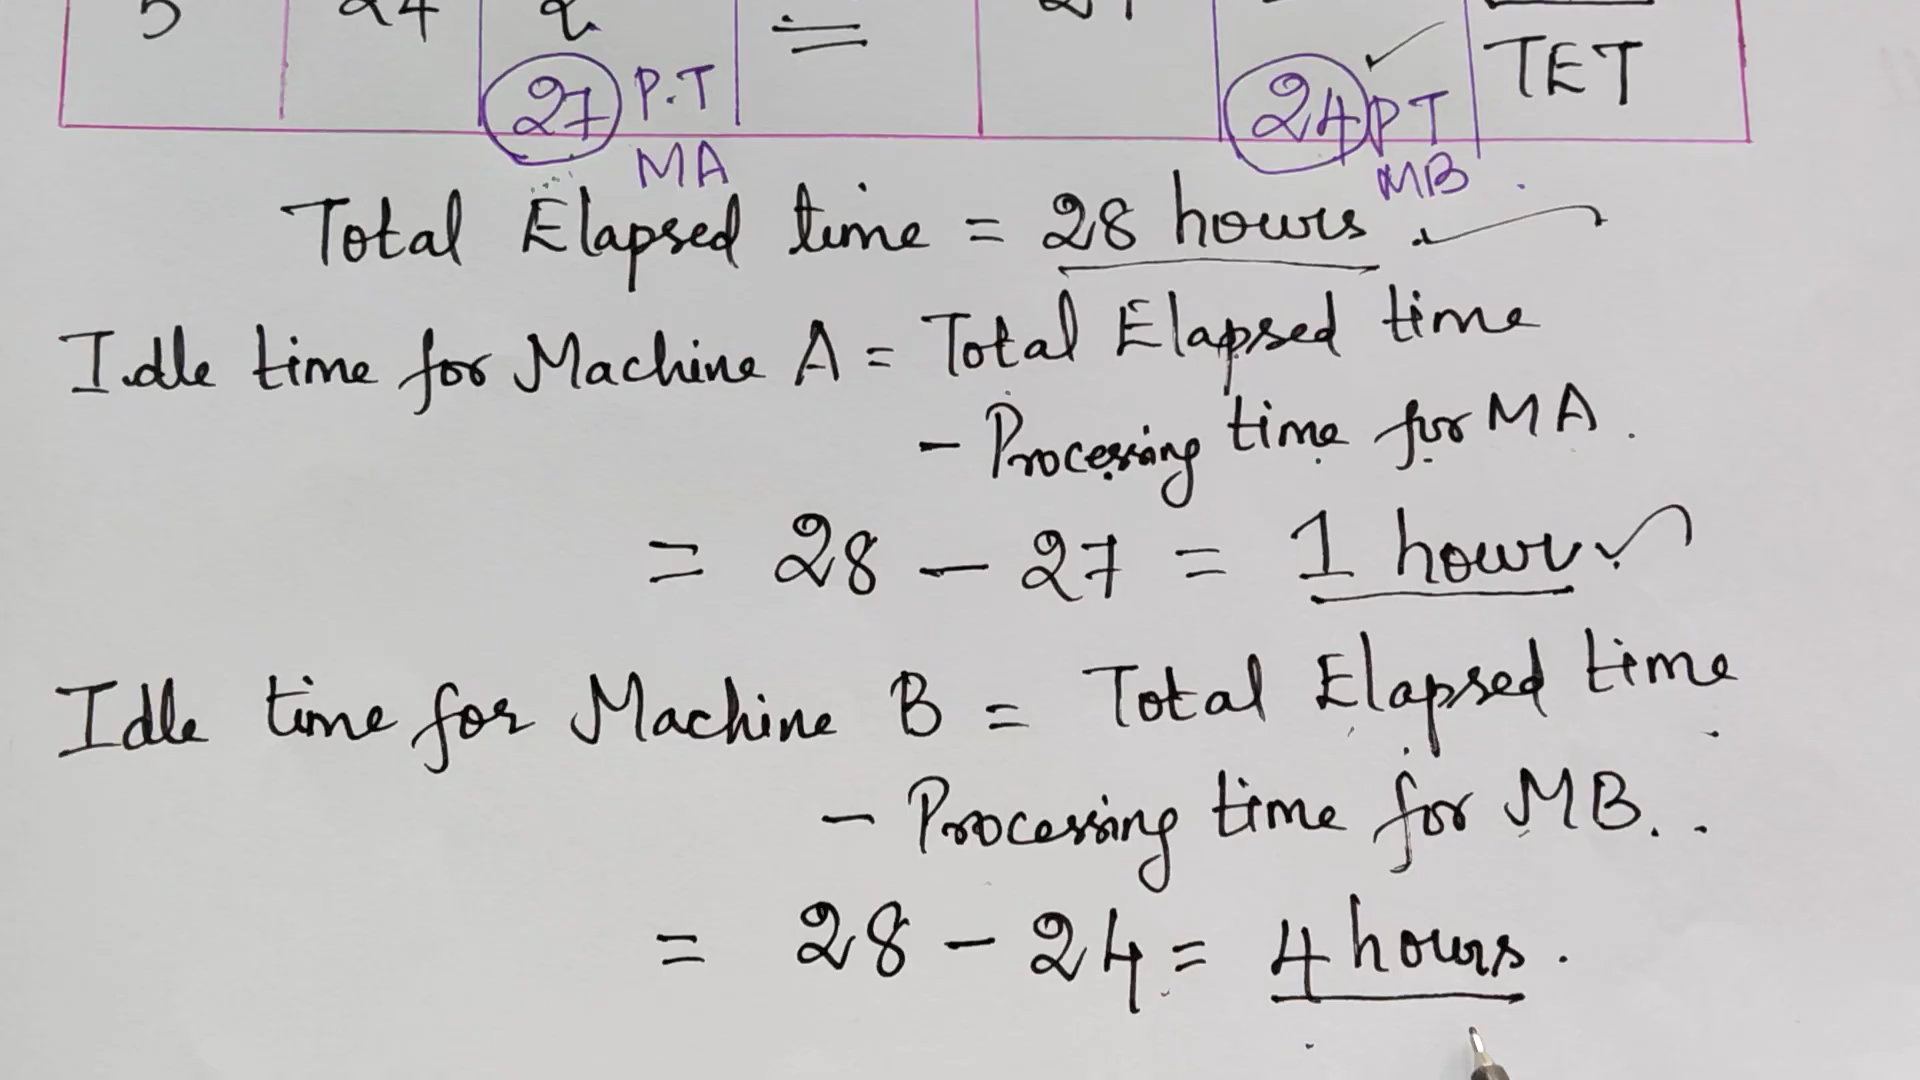 5 24
27 P.T 24 PT TET
MA MB
Total Elapsed time = 28 hours
Idle time for Machine A = Total Elapsed time
- Processing time for MA.
= 28 - 27 = 1 hour
Idle time for Machine B = Total Elapsed time
- Processing time for MB.
= 28 - 24 = 4 hours.